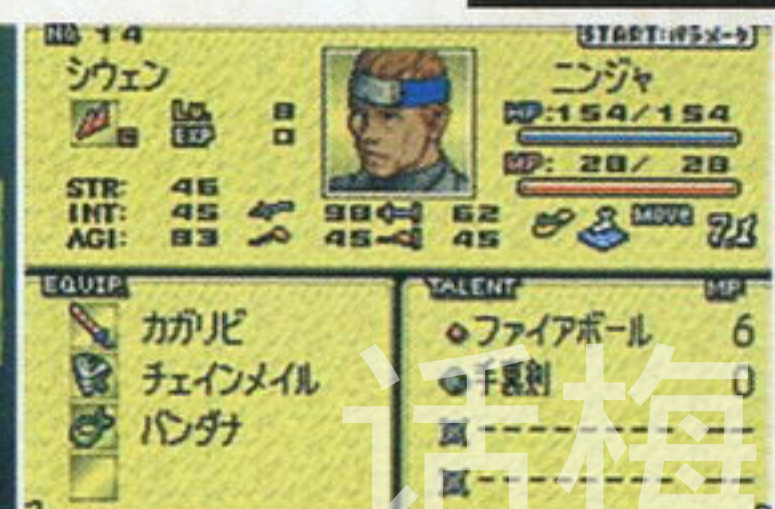 No. 14
START:パラメータ
シウェン
ニンジャ
Lv. 8
EXP 0
:154/154
MP: 28/ 28
STR: 46
INT: 45 98 62
AGI: 83 45 45
MOVE 71
EQUIP.
カガリビ
チェインメイル
バンダナ
TALENT MP
ファイアボール 6
手裏剣 0
----------
----------
话梅